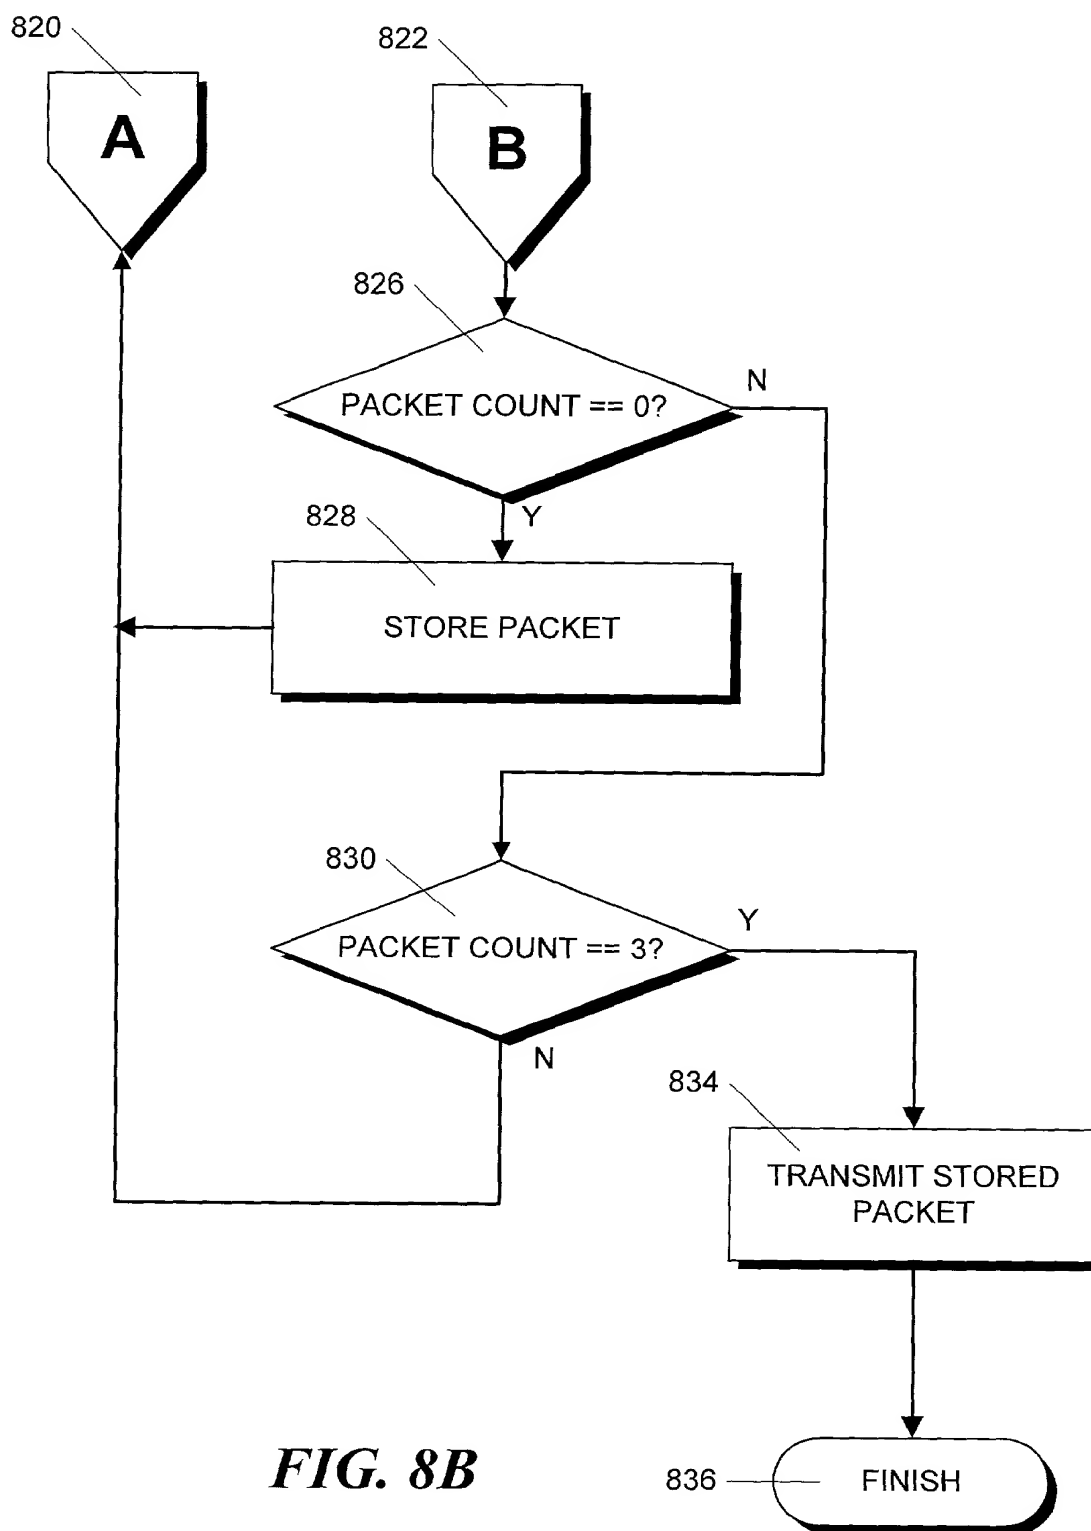 820
822
A
B
826
N
PACKET COUNT == 0?
828
Y
STORE PACKET
830
Y
PACKET COUNT == 3?
N
834
TRANSMIT STORED
PACKET
FIG. 8B
836
FINISH